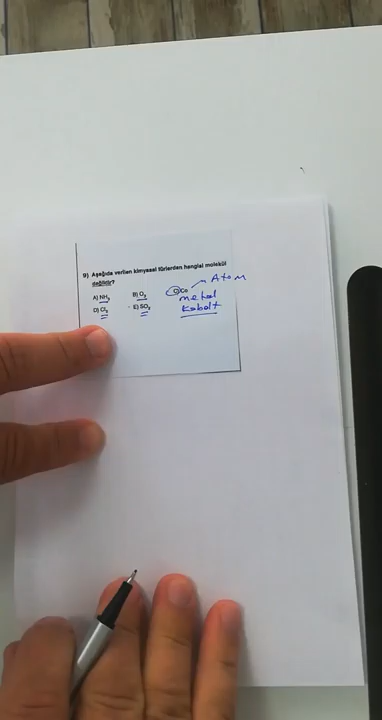 9) Aşağıda verilen kimyasal türlerden hangisi molekül
değildir?
A) NH₃ B) O₂ C) Co Atom
metal
D) Cl₂ E) SO₂ Kobalt